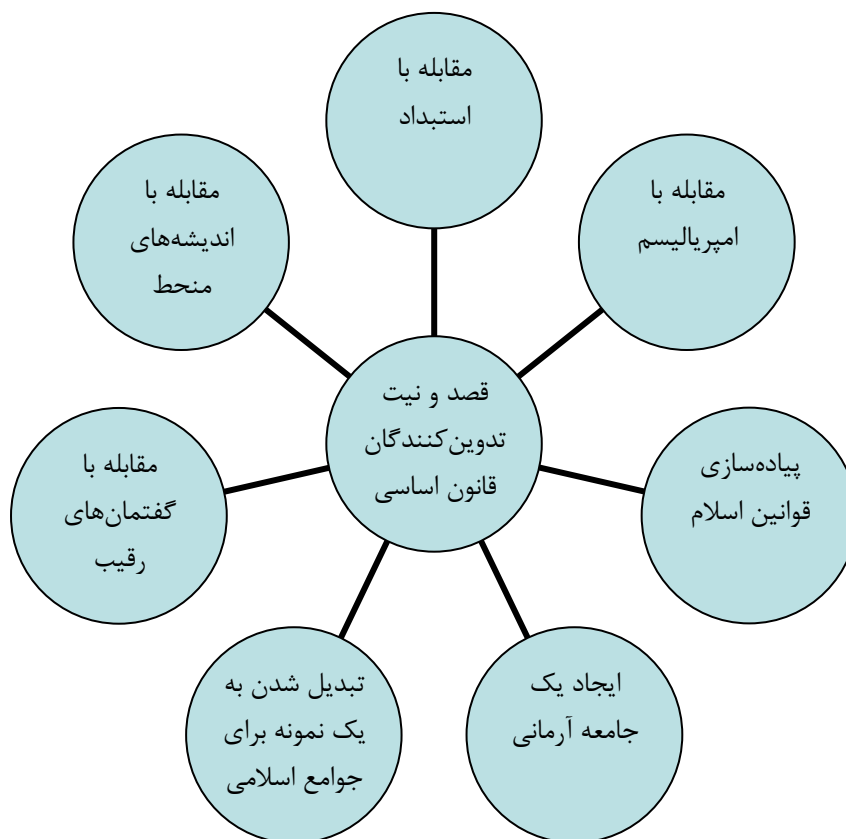 مقابله با
استبداد
مقابله با
امپریالیسم
پیاده‌سازی
قوانین اسلام
ایجاد یک
جامعه آرمانی
تبدیل شدن به
یک نمونه برای
جوامع اسلامی
مقابله با
گفتمان‌های
رقیب
مقابله با
اندیشه‌های
منحط
قصد و نیت
تدوین‌کنندگان
قانون اساسی